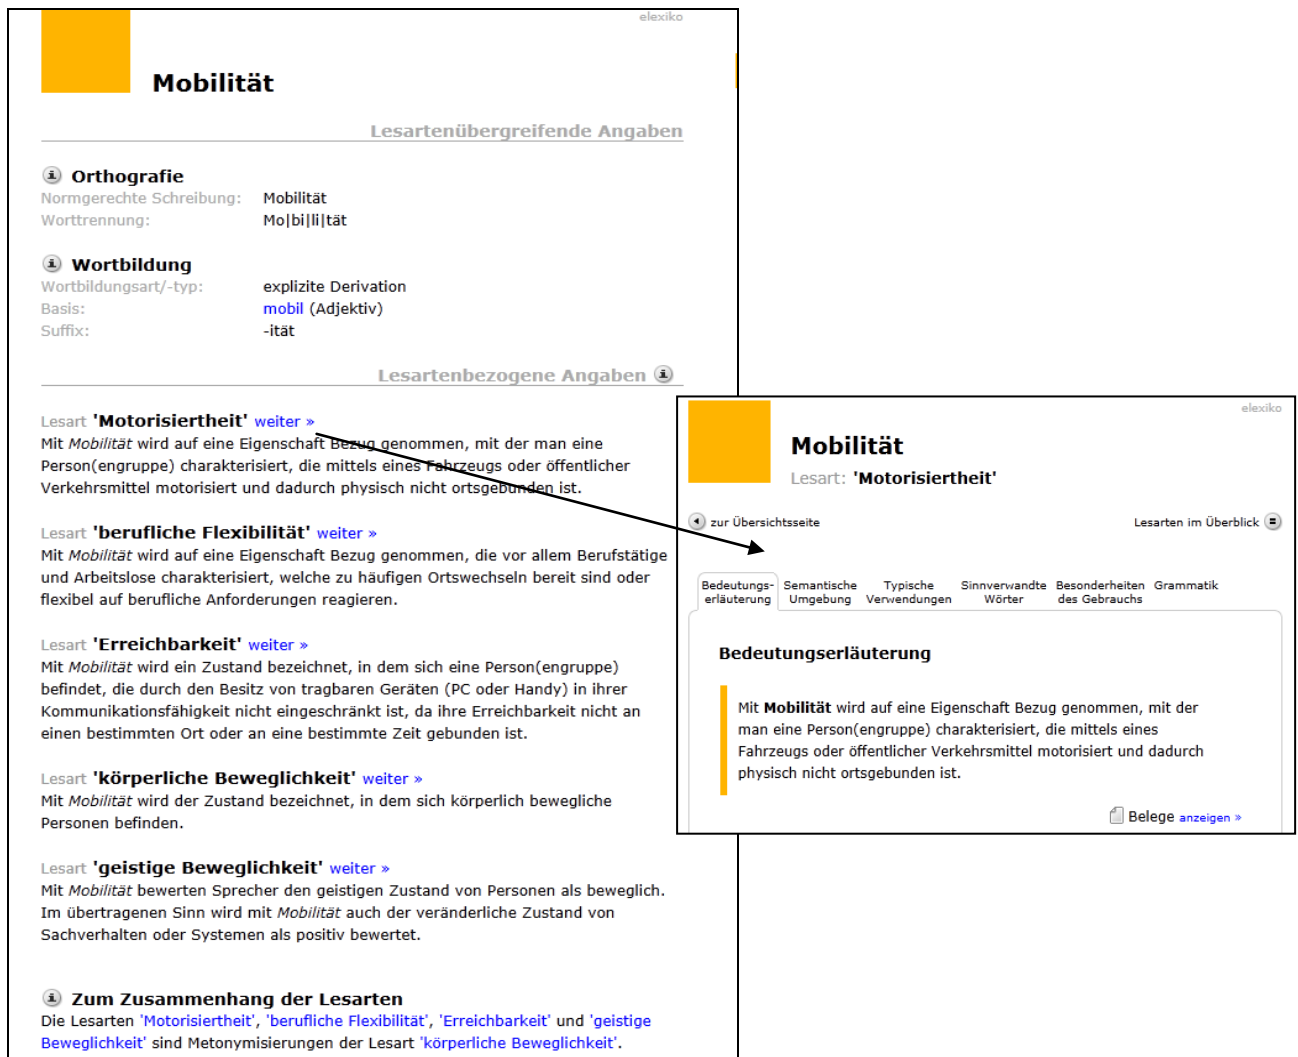 elexiko
Mobilität
Lesartenübergreifende Angaben
Orthografie
Normgerechte Schreibung: Mobilität
Worttrennung: Mo|bi|li|tät
Wortbildung
Wortbildungsart/-typ: explizite Derivation
Basis: mobil (Adjektiv)
Suffix: -ität
Lesartenbezogene Angaben
Lesart 'Motorisiertheit' weiter »
Mit Mobilität wird auf eine Eigenschaft Bezug genommen, mit der man eine
Person(engruppe) charakterisiert, die mittels eines Fahrzeugs oder öffentlicher
Verkehrsmittel motorisiert und dadurch physisch nicht ortsgebunden ist.
Lesart 'berufliche Flexibilität' weiter »
Mit Mobilität wird auf eine Eigenschaft Bezug genommen, die vor allem Berufstätige
und Arbeitslose charakterisiert, welche zu häufigen Ortswechseln bereit sind oder
flexibel auf berufliche Anforderungen reagieren.
Lesart 'Erreichbarkeit' weiter »
Mit Mobilität wird ein Zustand bezeichnet, in dem sich eine Person(engruppe)
befindet, die durch den Besitz von tragbaren Geräten (PC oder Handy) in ihrer
Kommunikationsfähigkeit nicht eingeschränkt ist, da ihre Erreichbarkeit nicht an
einen bestimmten Ort oder an eine bestimmte Zeit gebunden ist.
Lesart 'körperliche Beweglichkeit' weiter »
Mit Mobilität wird der Zustand bezeichnet, in dem sich körperlich bewegliche
Personen befinden.
Lesart 'geistige Beweglichkeit' weiter »
Mit Mobilität bewerten Sprecher den geistigen Zustand von Personen als beweglich.
Im übertragenen Sinn wird mit Mobilität auch der veränderliche Zustand von
Sachverhalten oder Systemen als positiv bewertet.
Zum Zusammenhang der Lesarten
Die Lesarten 'Motorisiertheit', 'berufliche Flexibilität', 'Erreichbarkeit' und 'geistige
Beweglichkeit' sind Metonymisierungen der Lesart 'körperliche Beweglichkeit'.
elexiko
Mobilität
Lesart: 'Motorisiertheit'
zur Übersichtsseite Lesarten im Überblick
Bedeutungs- Semantische Typische Sinnverwandte Besonderheiten Grammatik
erläuterung Umgebung Verwendungen Wörter des Gebrauchs
Bedeutungserläuterung
Mit Mobilität wird auf eine Eigenschaft Bezug genommen, mit der
man eine Person(engruppe) charakterisiert, die mittels eines
Fahrzeugs oder öffentlicher Verkehrsmittel motorisiert und dadurch
physisch nicht ortsgebunden ist.
Belege anzeigen »